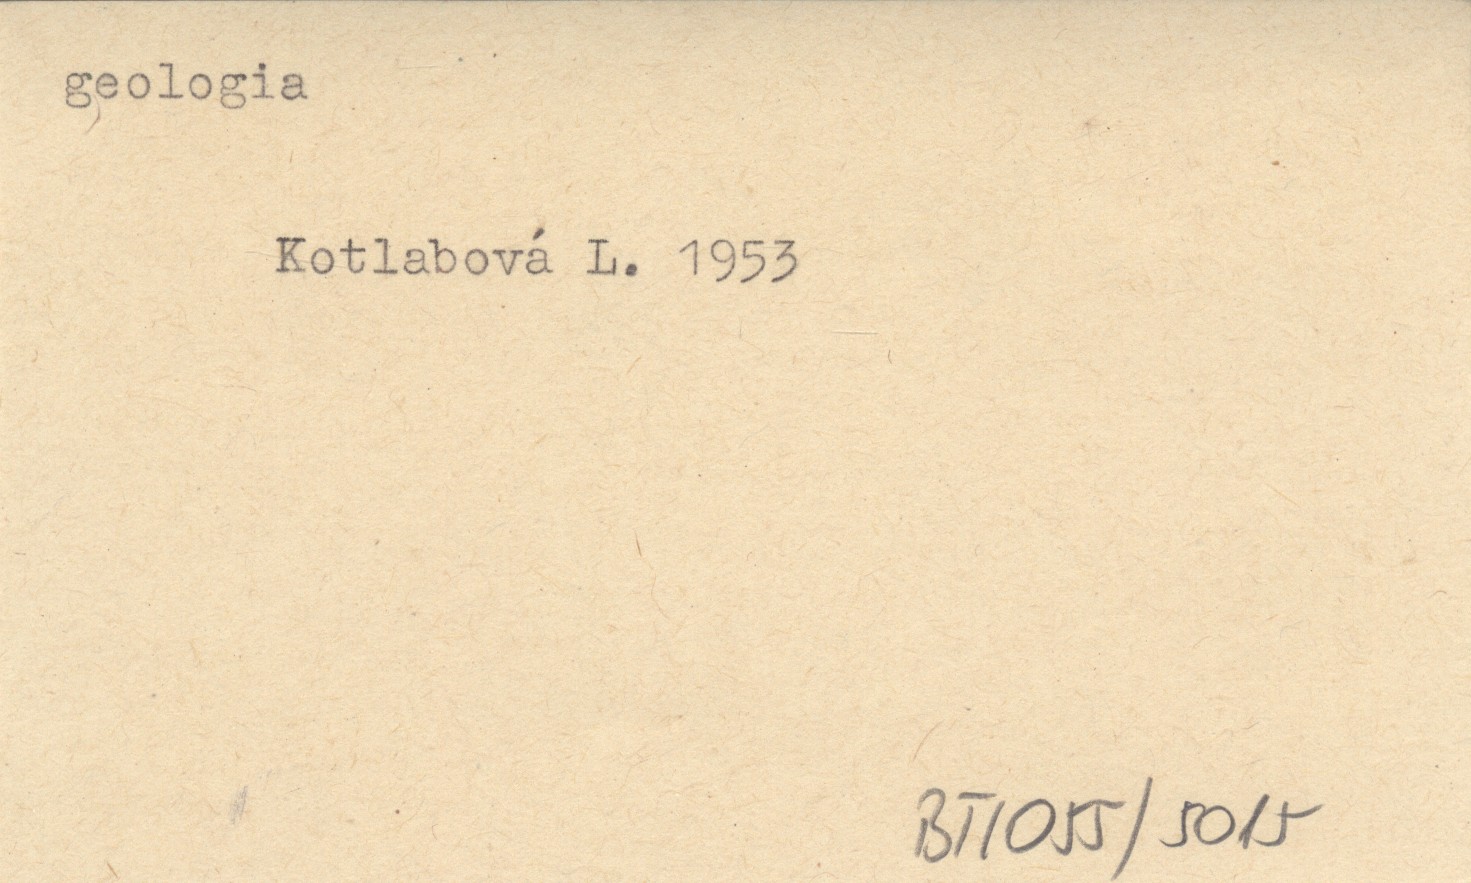 geologia
Kotlabová L. 1953
BT1055/5015